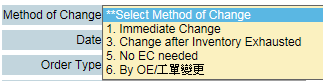 Method of Change **Select Method of Change
1. Immediate Change
Date 3. Change after Inventory Exhausted
5. No EC needed
Order Type 6. By OE/工單變更